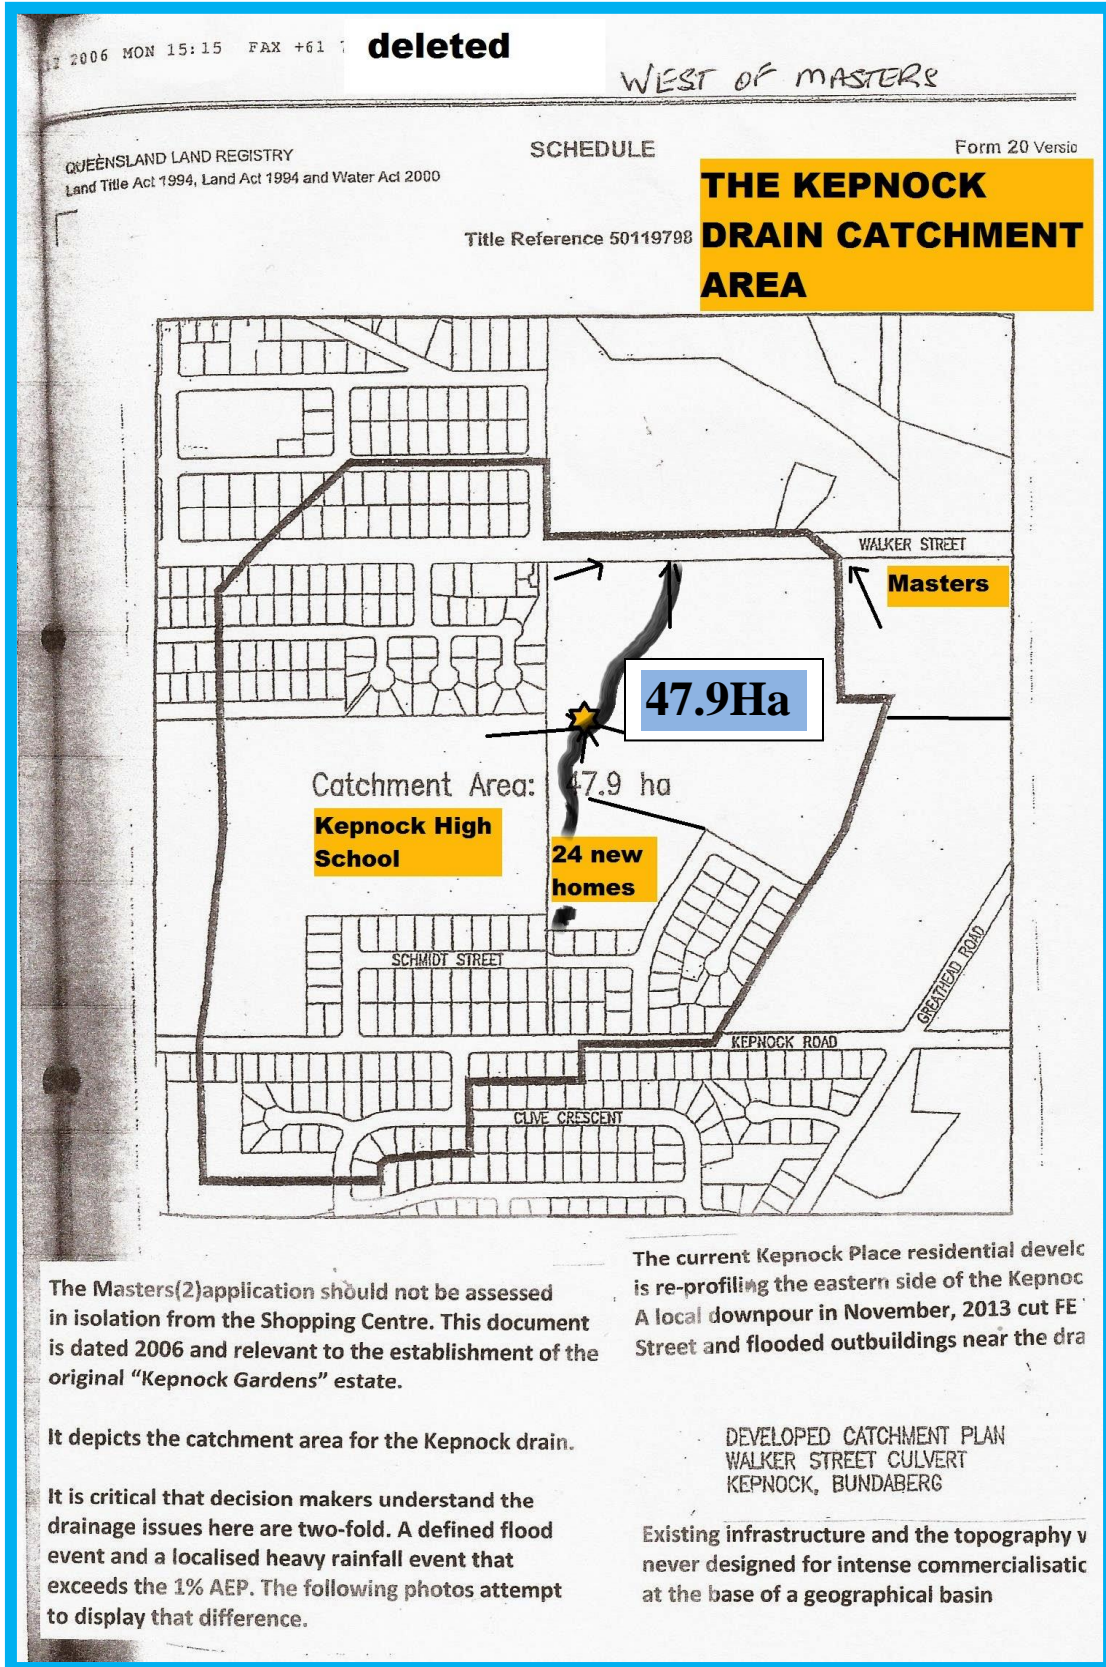 2006 MON 15:15 FAX +61 deleted
WEST OF MASTERS
QUEENSLAND LAND REGISTRY
Land Title Act 1994, Land Act 1994 and Water Act 2000
SCHEDULE
Form 20 Versio
Title Reference 50119798
THE KEPNOCK
DRAIN CATCHMENT
AREA
WALKER STREET
Masters
47.9Ha
Catchment Area: 47.9 ha
Kepnock High
School
24 new
homes
SCHMIDT STREET
GREATHEAD ROAD
KEPNOCK ROAD
CLIVE CRESCENT
The Masters(2)application should not be assessed
in isolation from the Shopping Centre. This document
is dated 2006 and relevant to the establishment of the
original “Kepnock Gardens” estate.
It depicts the catchment area for the Kepnock drain.
It is critical that decision makers understand the
drainage issues here are two-fold. A defined flood
event and a localised heavy rainfall event that
exceeds the 1% AEP. The following photos attempt
to display that difference.
The current Kepnock Place residential develc
is re-profiling the eastern side of the Kepnoc
A local downpour in November, 2013 cut FE
Street and flooded outbuildings near the dra
DEVELOPED CATCHMENT PLAN
WALKER STREET CULVERT
KEPNOCK, BUNDABERG
Existing infrastructure and the topography v
never designed for intense commercialisatic
at the base of a geographical basin